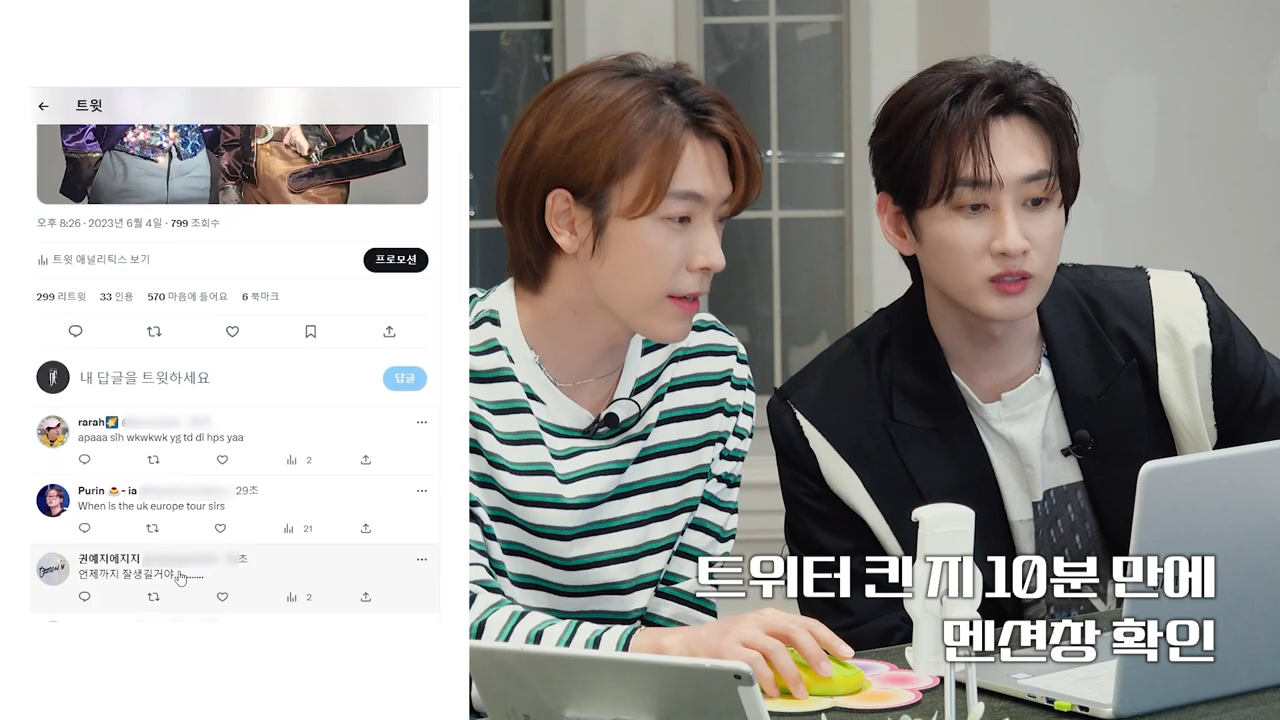 트윗
오후 8:26 · 2023년 6월 4일 · 799 조회수
트윗 애널리틱스 보기
프로모션
299 리트윗 33 인용 570 마음에 들어요 6 북마크
내 답글을 트윗하세요
답글
rarah
apaaa sih wkwkwk yg td dl hps yaa
2
Purin - ia 29초
When is the uk europe tour sirs
21
권예지에지지 초
언제까지 잘생길거야........
2
트위터 킨 지 10분 만에
멘션창 확인